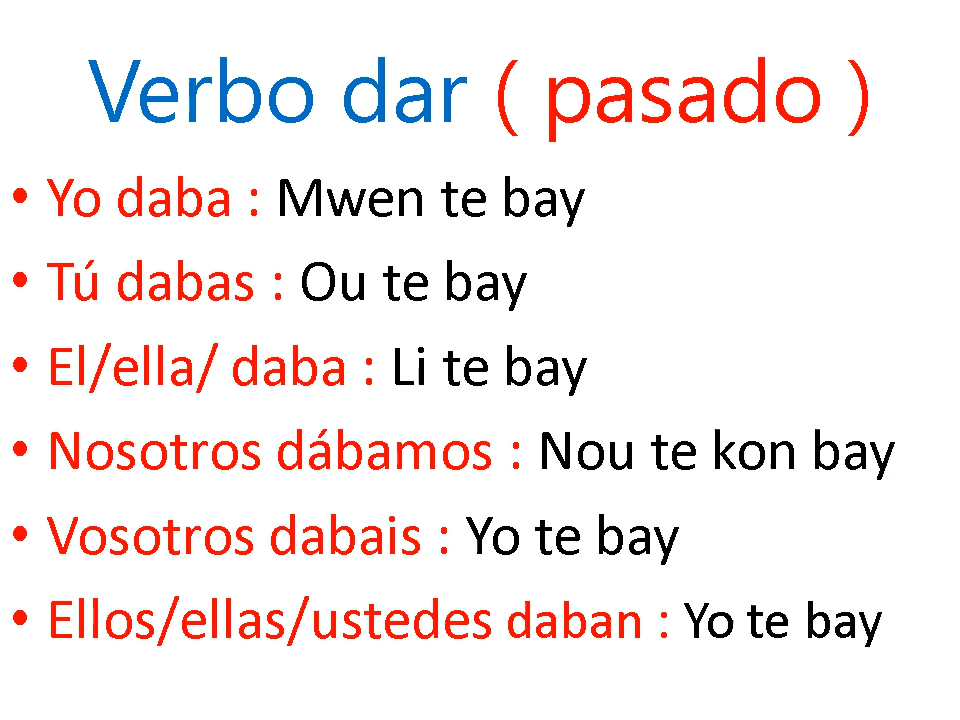 Verbo dar ( pasado )
• Yo daba : Mwen te bay
• Tú dabas : Ou te bay
• El/ella/ daba : Li te bay
• Nosotros dábamos : Nou te kon bay
• Vosotros dabais : Yo te bay
• Ellos/ellas/ustedes daban : Yo te bay